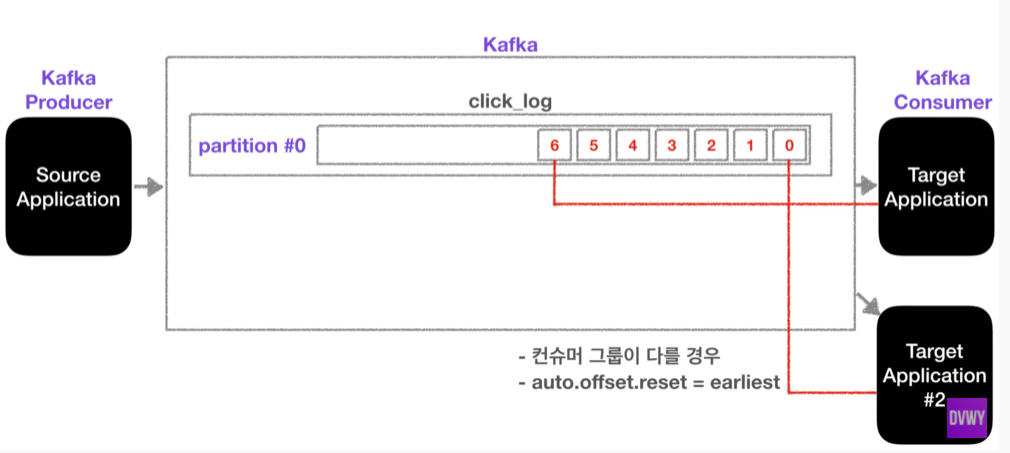 Kafka
Kafka
Producer
Kafka
Consumer
click_log
partition #0
6 5 4 3 2 1 0
Source
Application
Target
Application
- 컨슈머 그룹이 다를 경우
- auto.offset.reset = earliest
Target
Application
#2
DVWY